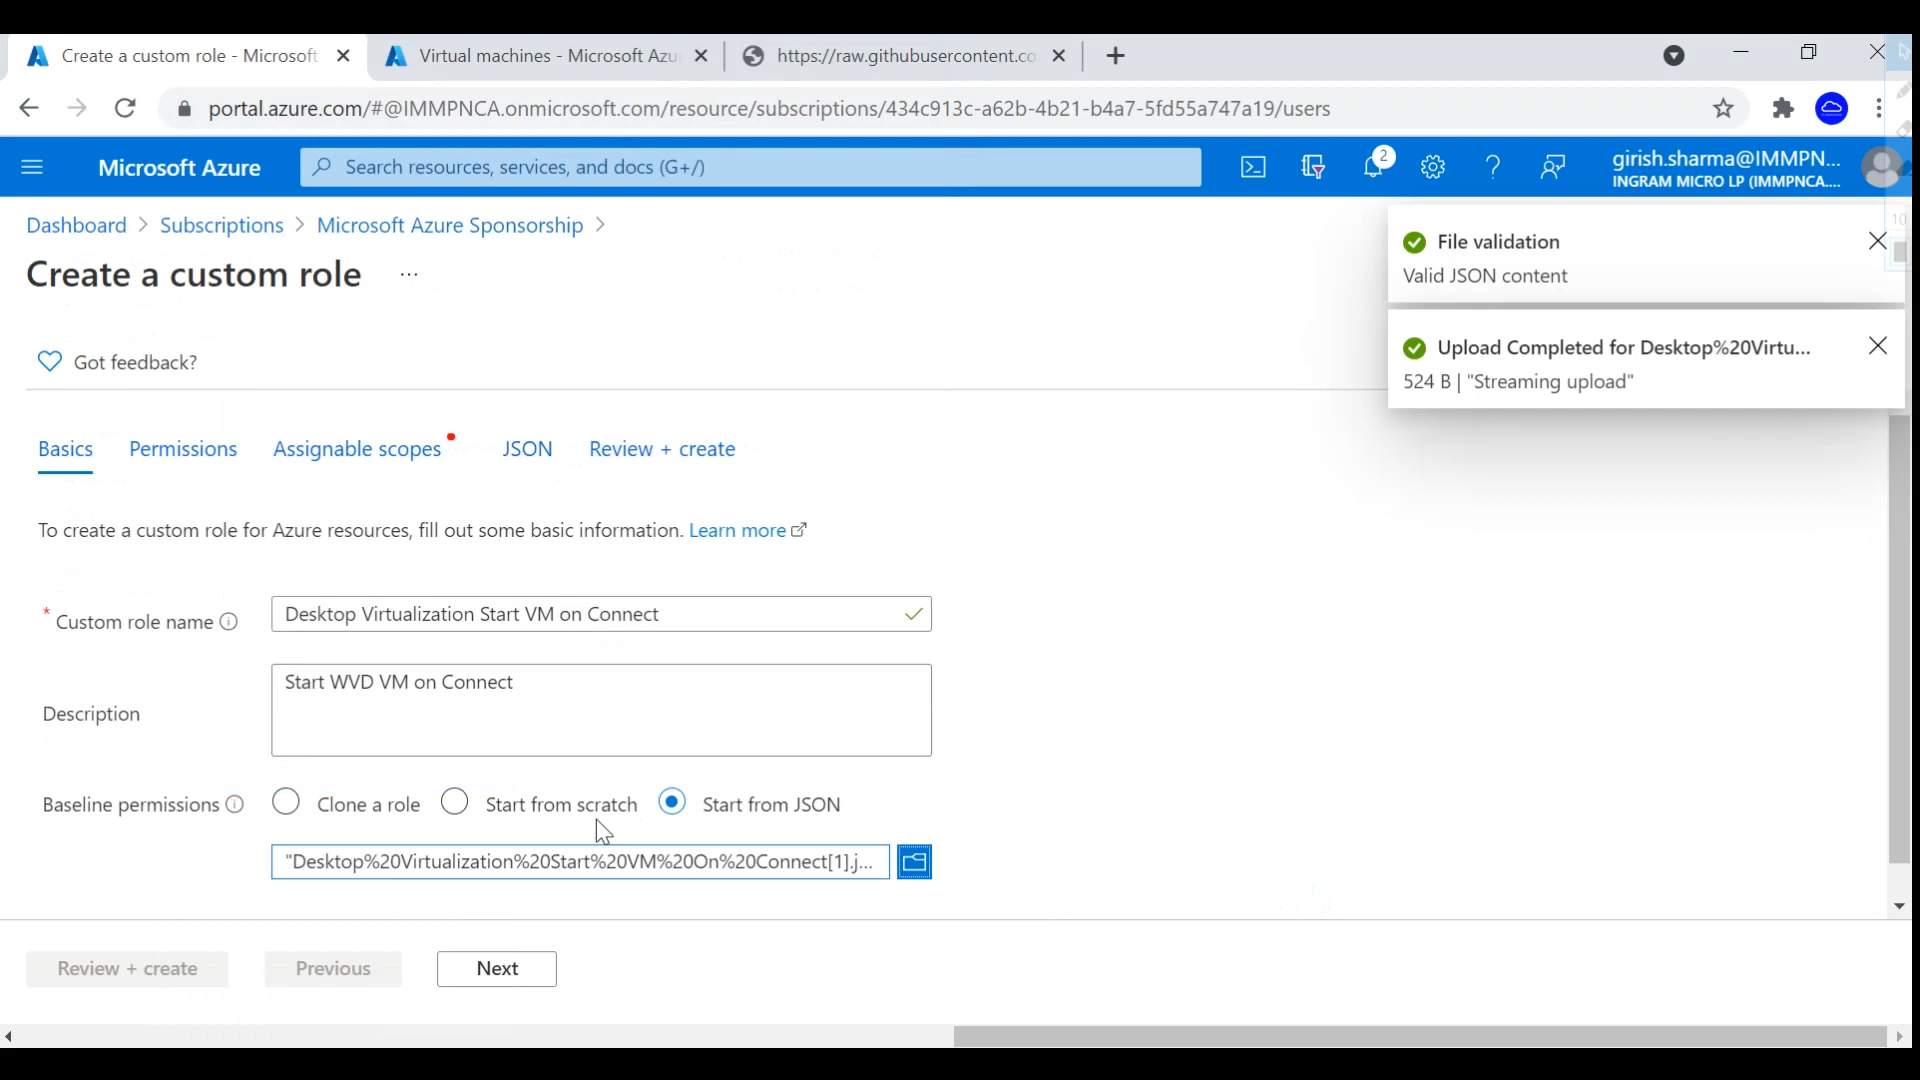 Create a custom role - Microsoft
Virtual machines - Microsoft Azu
https://raw.githubusercontent.co
portal.azure.com/#@IMMPNCA.onmicrosoft.com/resource/subscriptions/434c913c-a62b-4b21-b4a7-5fd55a747a19/users
Microsoft Azure
Search resources, services, and docs (G+/)
2
girish.sharma@IMMPN...
INGRAM MICRO LP (IMMPNCA....
Dashboard > Subscriptions > Microsoft Azure Sponsorship >
Create a custom role ...
File validation
Valid JSON content
10
Upload Completed for Desktop%20Virtu...
524 B | "Streaming upload"
Got feedback?
Basics Permissions Assignable scopes JSON Review + create
To create a custom role for Azure resources, fill out some basic information. Learn more
* Custom role name
Desktop Virtualization Start VM on Connect
Description
Start WVD VM on Connect
Baseline permissions
Clone a role Start from scratch Start from JSON
"Desktop%20Virtualization%20Start%20VM%20On%20Connect[1].j...
Review + create Previous Next